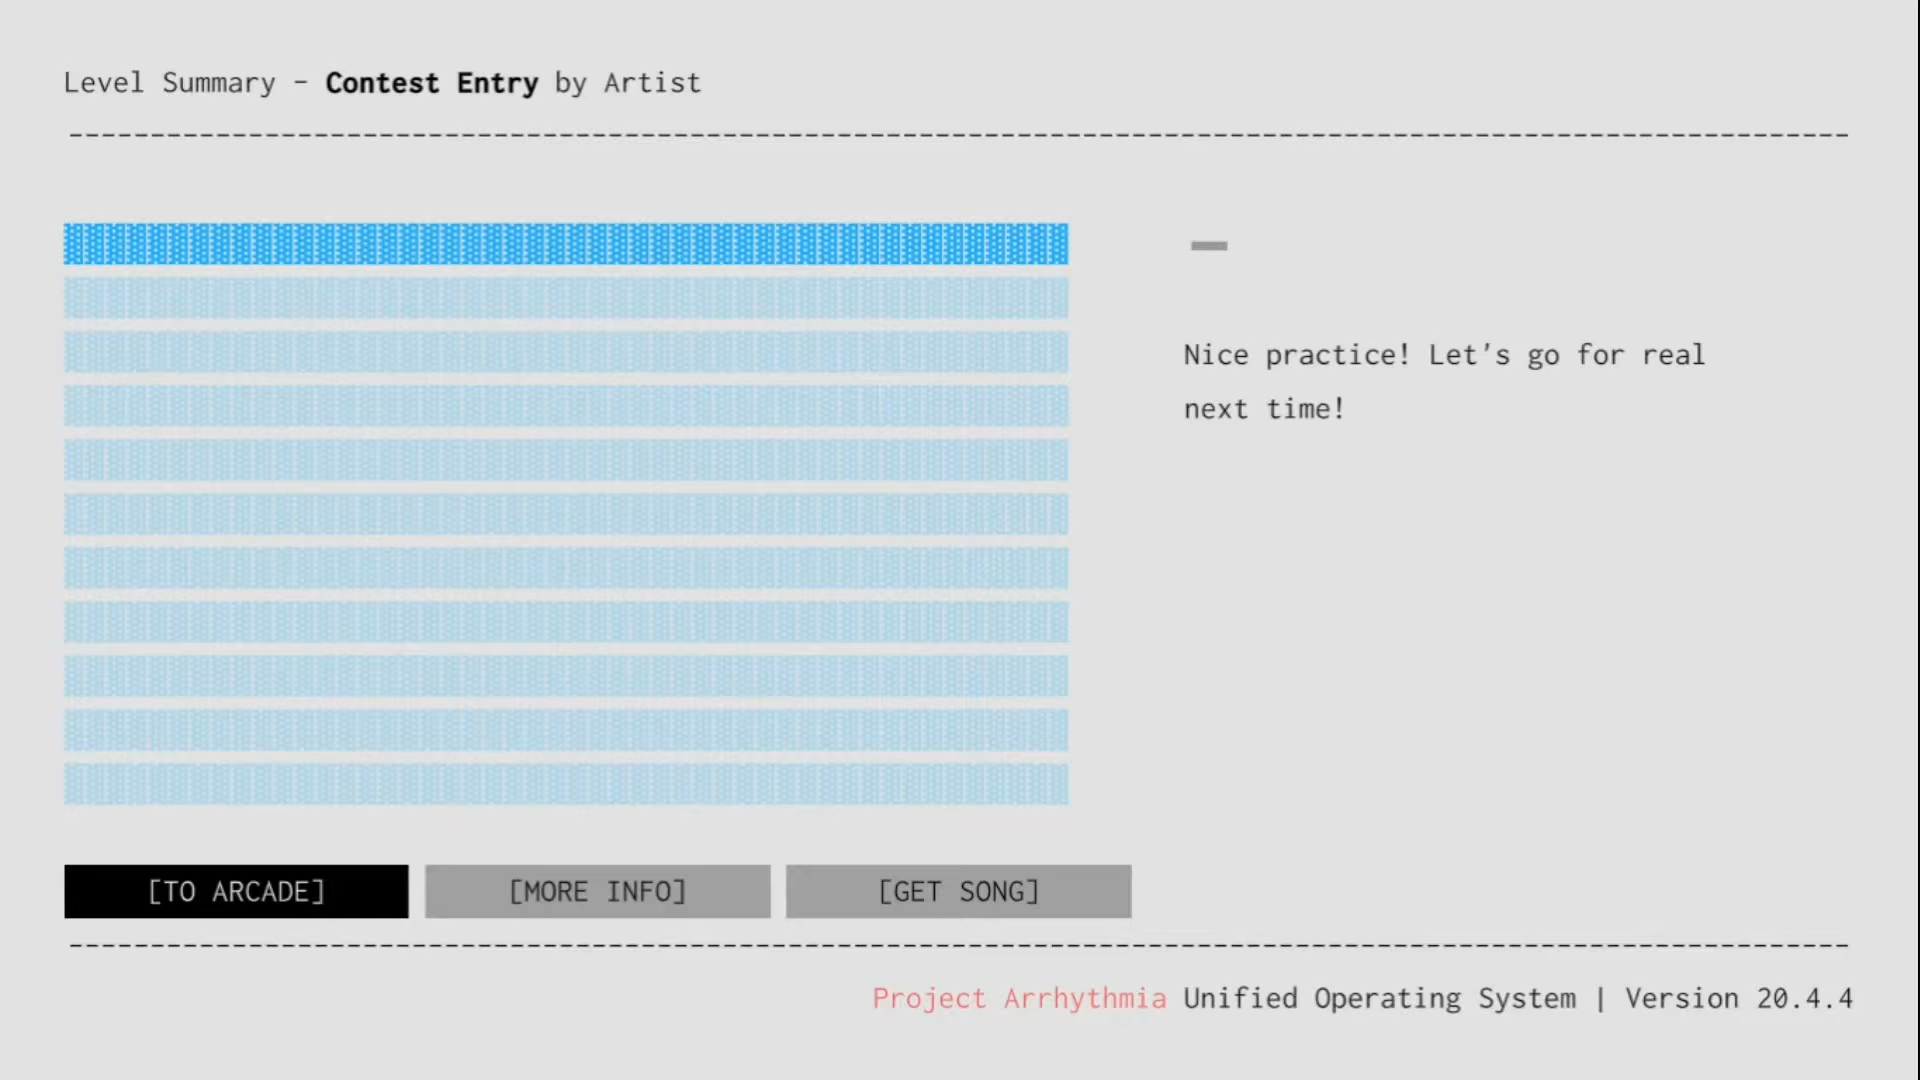 Level Summary - Contest Entry by Artist
Nice practice! Let's go for real
next time!
[TO ARCADE] [MORE INFO] [GET SONG]
Project Arrhythmia Unified Operating System | Version 20.4.4